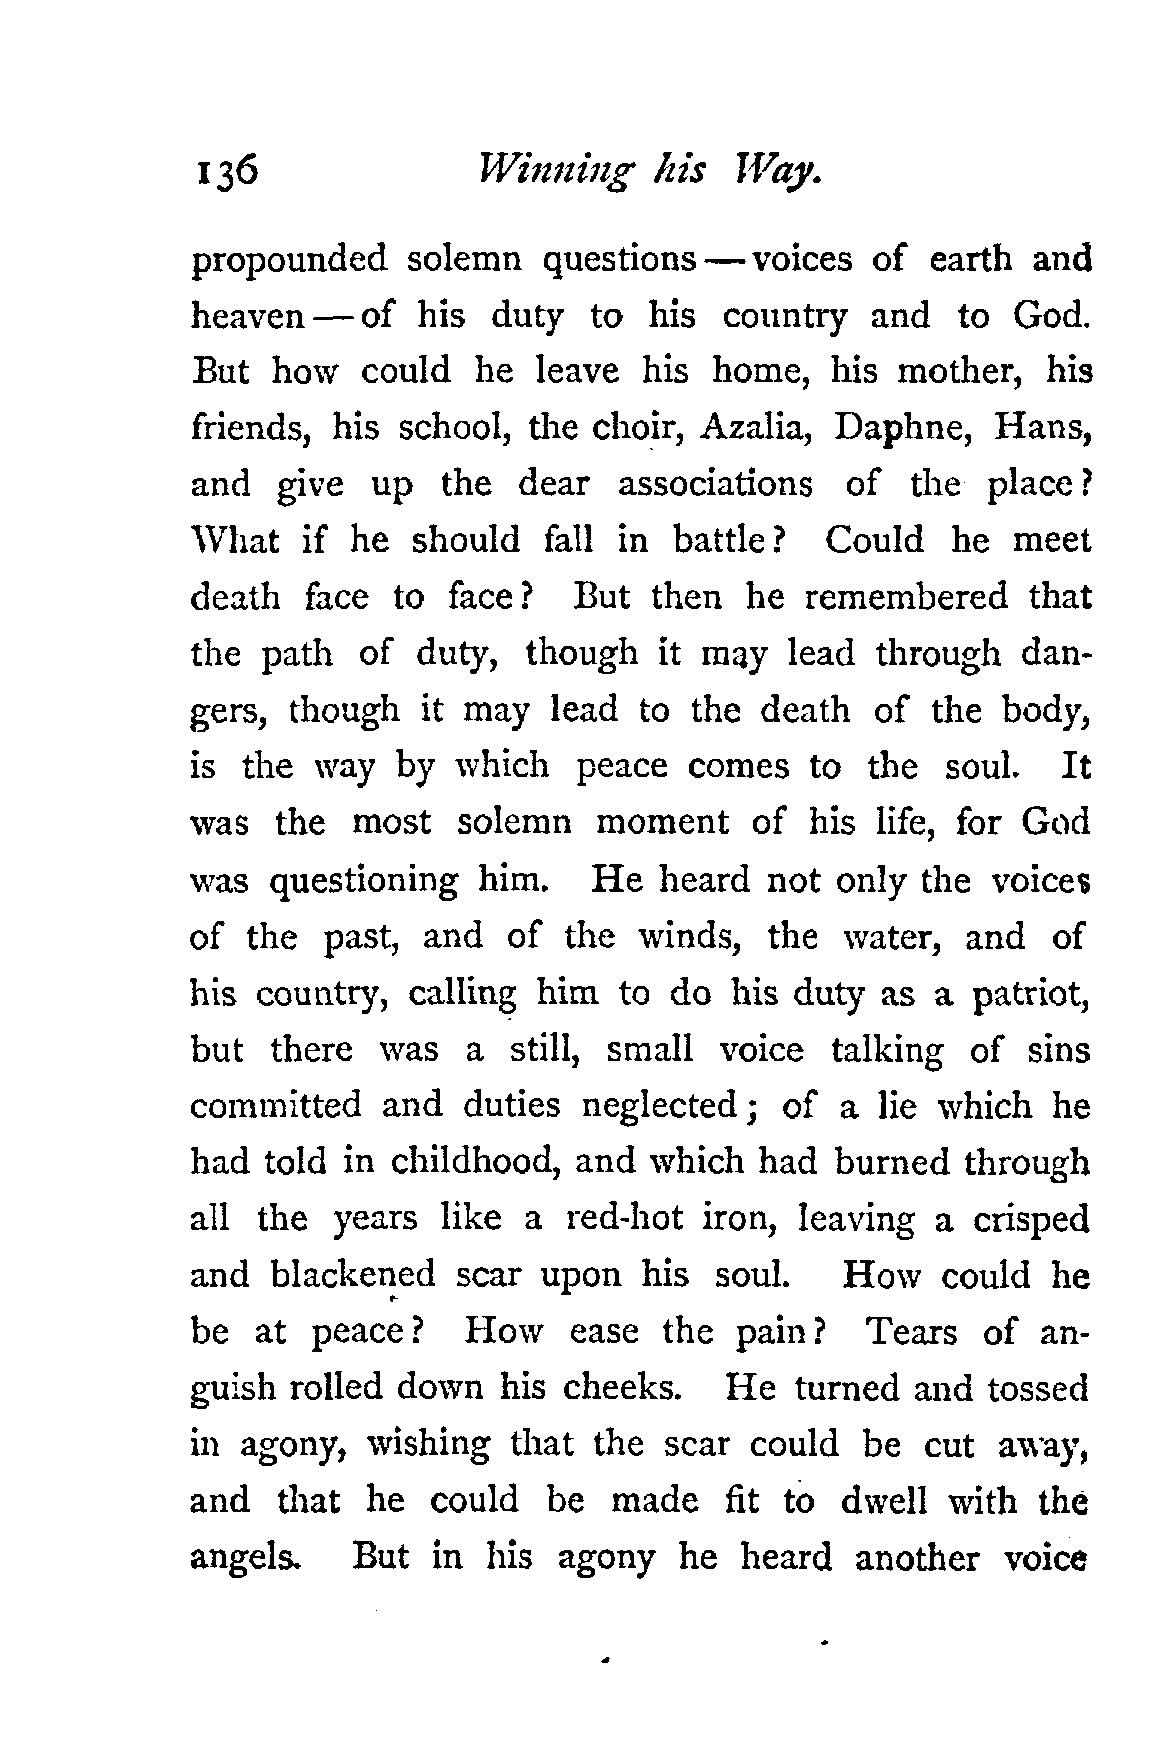 136 Winning his Way.
propounded solemn questions — voices of earth and
heaven — of his duty to his country and to God.
But how could he leave his home, his mother, his
friends, his school, the choir, Azalia, Daphne, Hans,
and give up the dear associations of the place?
What if he should fall in battle? Could he meet
death face to face? But then he remembered that
the path of duty, though it may lead through dan-
gers, though it may lead to the death of the body,
is the way by which peace comes to the soul. It
was the most solemn moment of his life, for God
was questioning him. He heard not only the voices
of the past, and of the winds, the water, and of
his country, calling him to do his duty as a patriot,
but there was a still, small voice talking of sins
committed and duties neglected; of a lie which he
had told in childhood, and which had burned through
all the years like a red-hot iron, leaving a crisped
and blackened scar upon his soul. How could he
be at peace? How ease the pain? Tears of an-
guish rolled down his cheeks. He turned and tossed
in agony, wishing that the scar could be cut away,
and that he could be made fit to dwell with the
angels. But in his agony he heard another voice